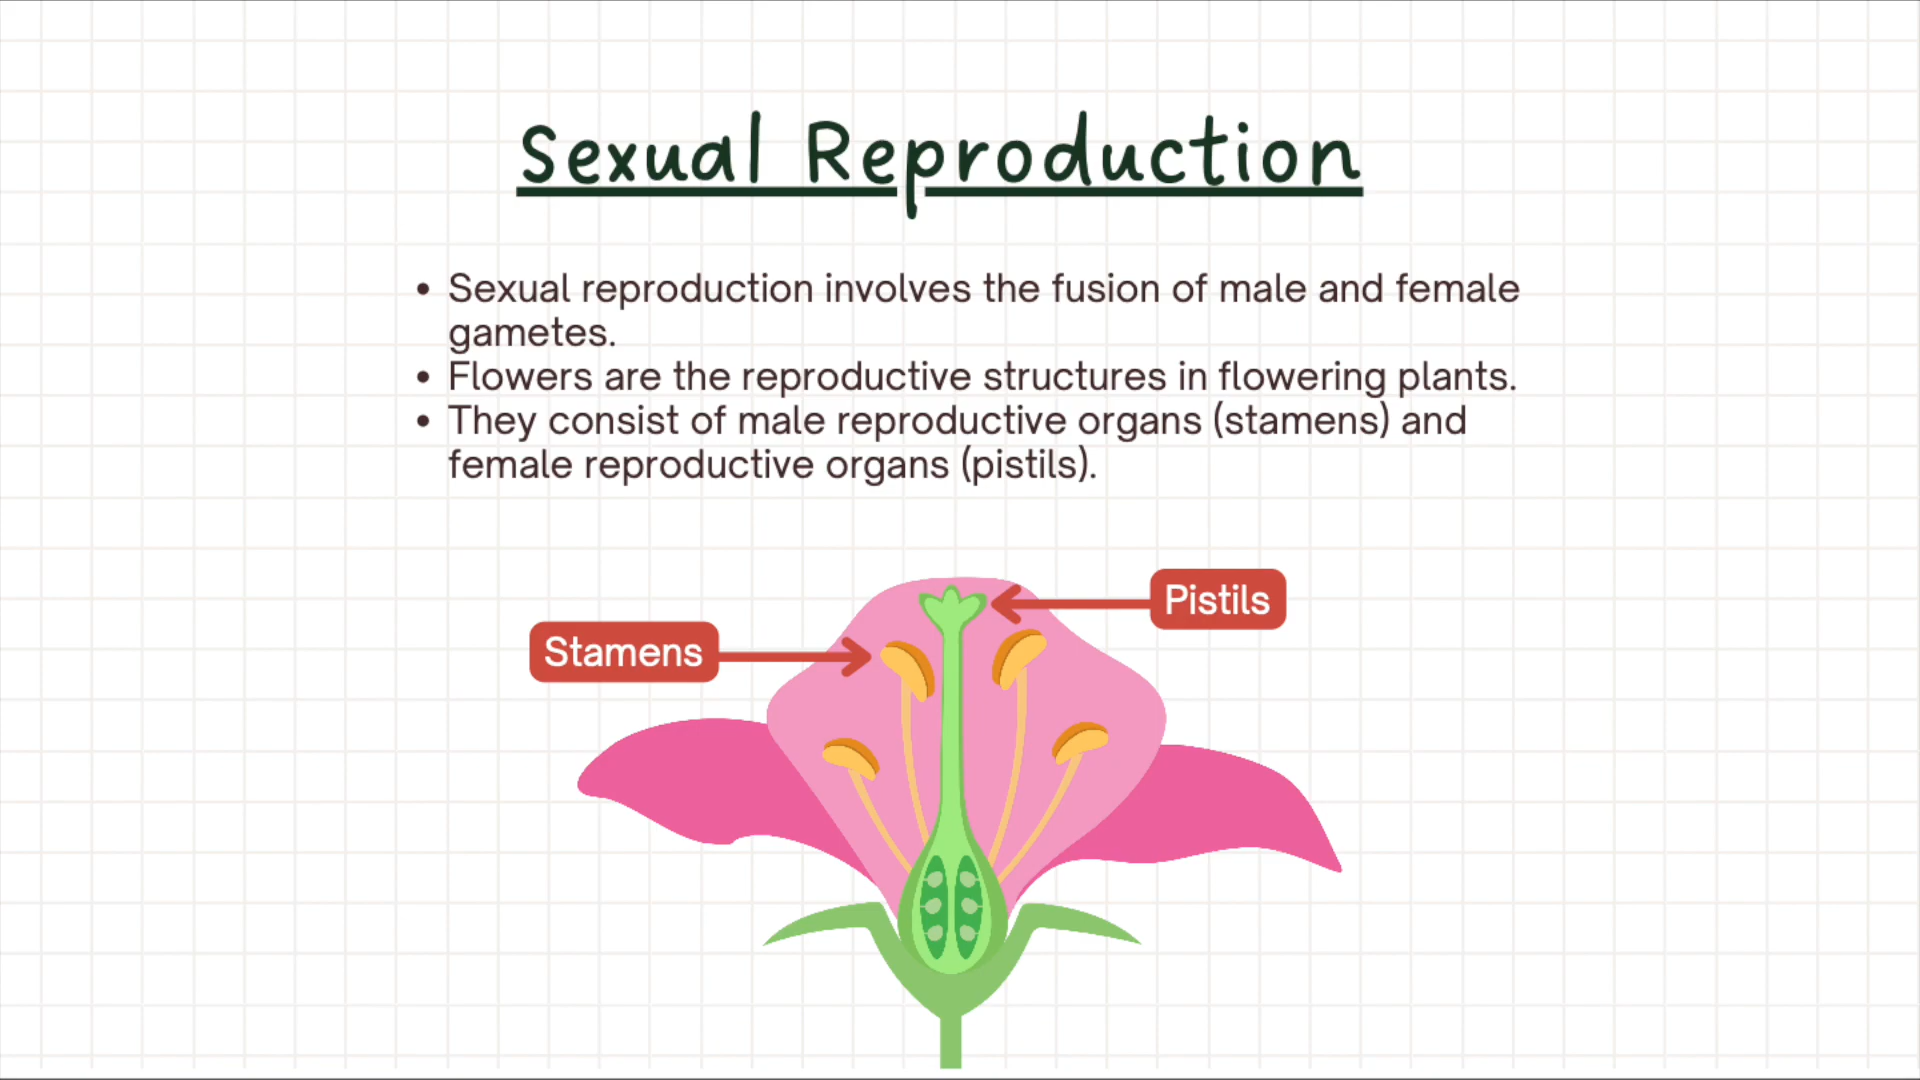 Sexual Reproduction
• Sexual reproduction involves the fusion of male and female
gametes.
• Flowers are the reproductive structures in flowering plants.
• They consist of male reproductive organs (stamens) and
female reproductive organs (pistils).
Pistils
Stamens